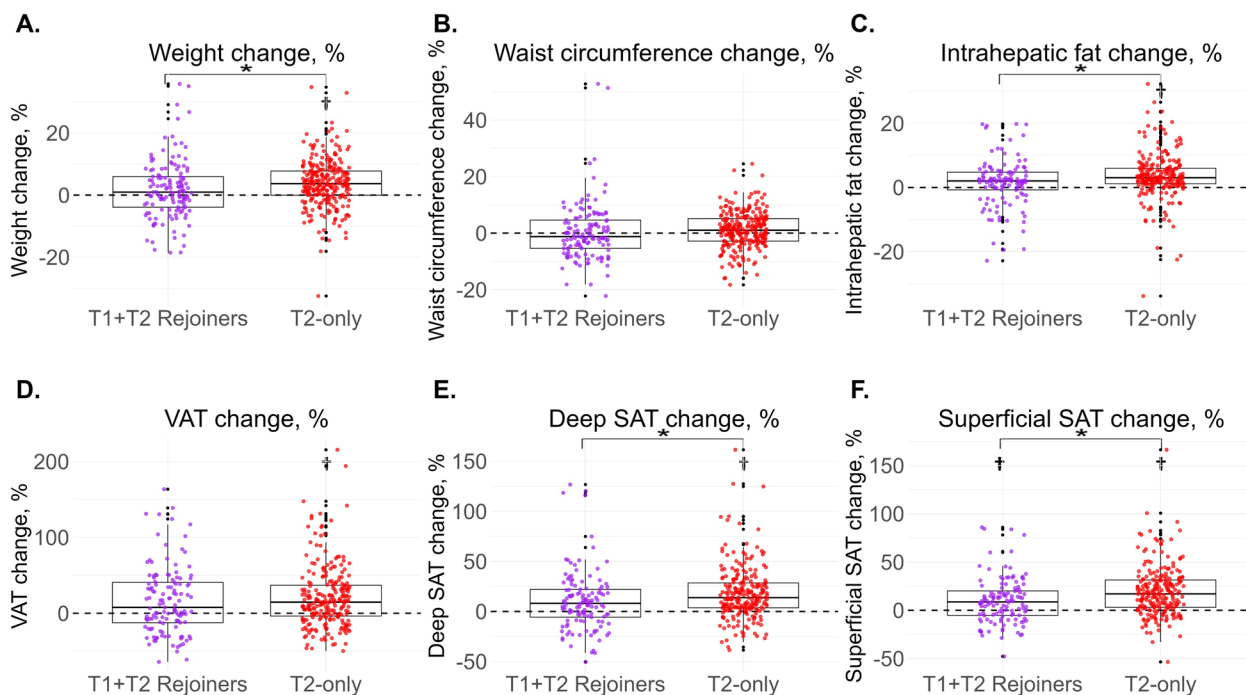 A.
Weight change, %
*
‡
Weight change, %
20
0
-20
T1+T2 Rejoiners
T2-only
B.
Waist circumference change, %
Waist circumference change, %
40
20
0
-20
T1+T2 Rejoiners
T2-only
C.
Intrahepatic fat change, %
*
‡
Intrahepatic fat change, %
20
0
20
T1+T2 Rejoiners
T2-only
D.
VAT change, %
‡
VAT change, %
200
100
0
T1+T2 Rejoiners
T2-only
E.
Deep SAT change, %
*
‡
Deep SAT change, %
150
100
50
0
-50
T1+T2 Rejoiners
T2-only
F.
Superficial SAT change, %
*
‡
‡
Superficial SAT change, %
150
100
50
0
-50
T1+T2 Rejoiners
T2-only